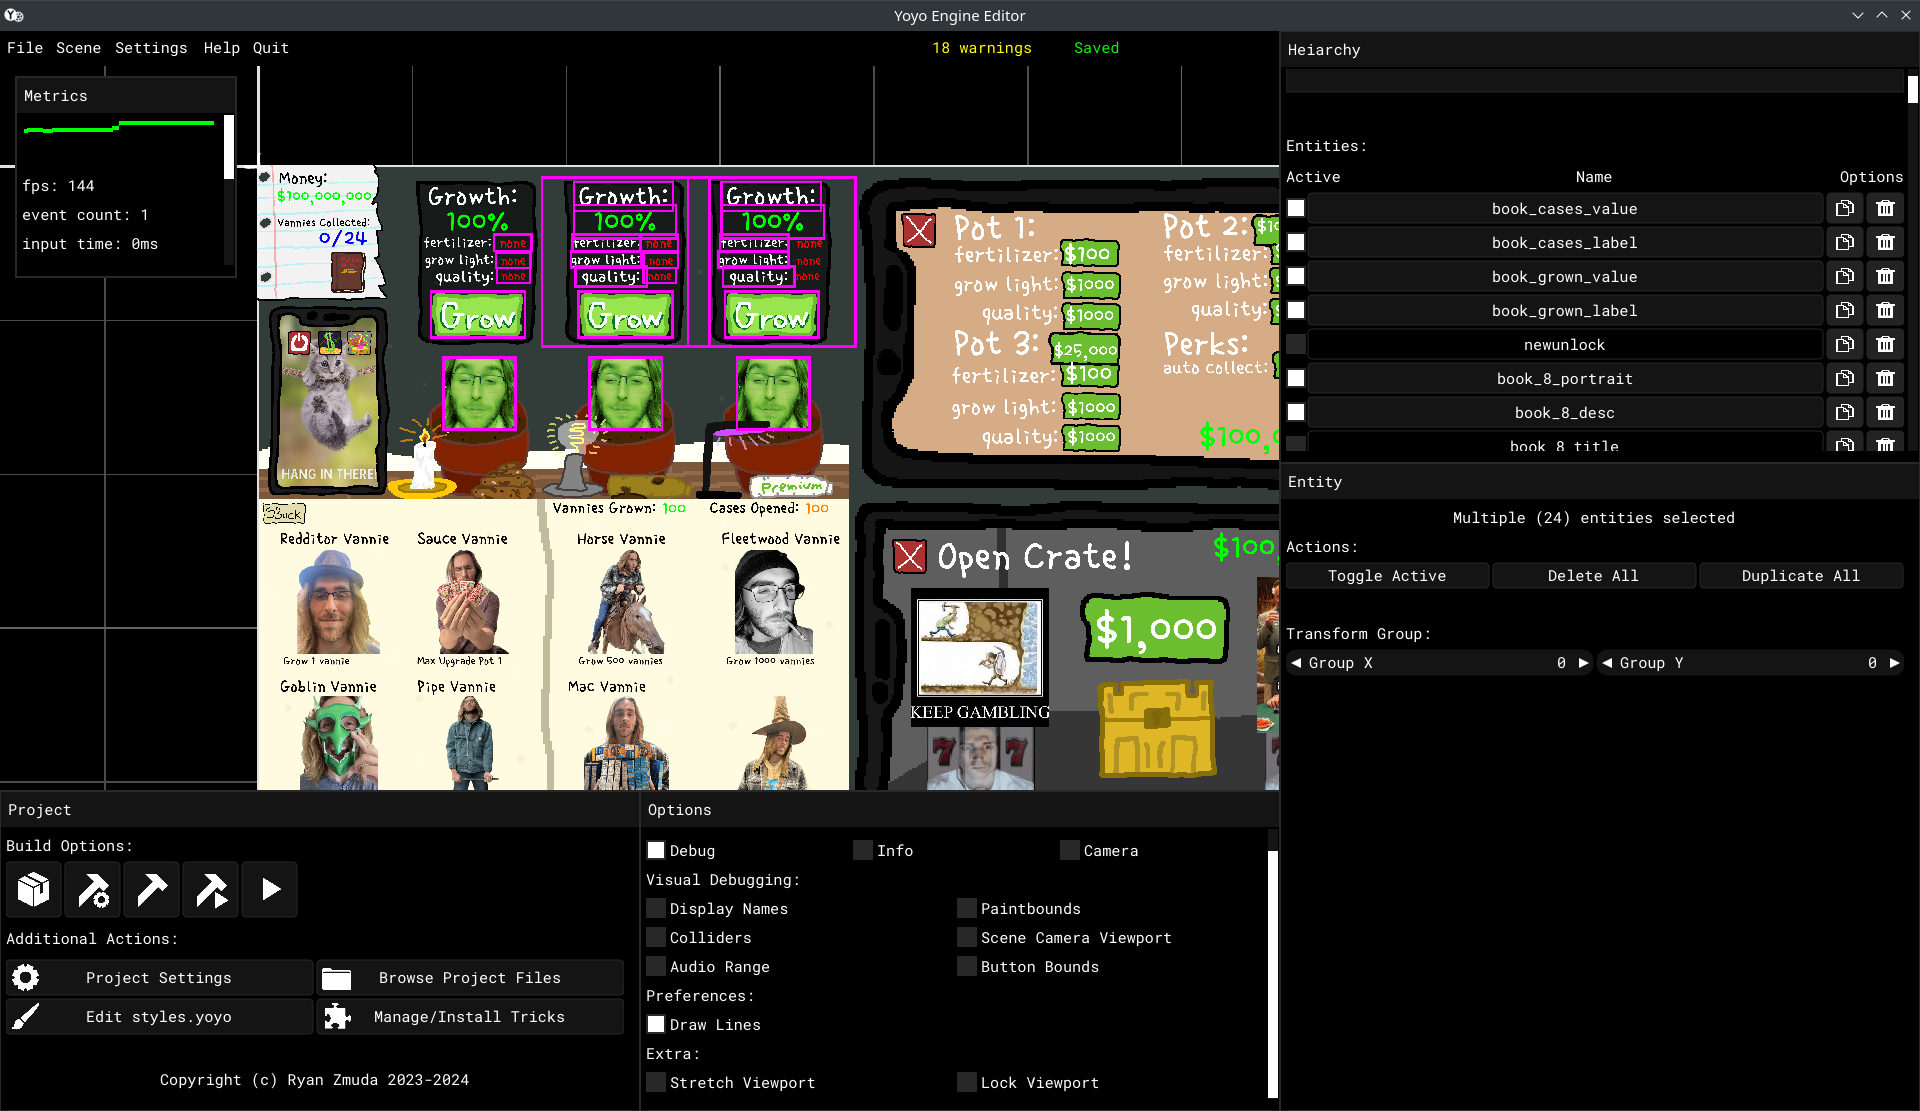 Yoyo Engine Editor
File Scene Settings Help Quit
18 warnings Saved
Metrics
fps: 144
event count: 1
input time: 0ms
Money:
$100,000,000
Vannies Collected:
0/24
HANG IN THERE
Growth:
100%
fertilizer: none
grow light: none
quality: none
Grow
Growth:
100%
fertilizer: none
grow light: none
quality: none
Grow
Growth:
100%
fertilizer: none
grow light: none
quality: none
Grow
Premium
Pot 1:
fertilizer: $100
grow light: $1000
quality: $1000
Pot 2:
fertilizer:
grow light:
quality:
Pot 3: $25,000
fertilizer: $100
grow light: $1000
quality: $1000
Perks:
auto collect:
Back
Vannies Grown: 100
Cases Opened: 100
Redditor Vannie
Grow 1 vannie
Sauce Vannie
Max Upgrade Pot 1
Horse Vannie
Grow 500 vannies
Fleetwood Vannie
Grow 1000 vannies
Goblin Vannie
Pipe Vannie
Mac Vannie
Open Crate!
$1,000
KEEP GAMBLING
7 7
Heiarchy
Entities:
Active Name Options
book_cases_value
book_cases_label
book_grown_value
book_grown_label
newunlock
book_8_portrait
book_8_desc
book_8_title
Entity
Multiple (24) entities selected
Actions:
Toggle Active Delete All Duplicate All
Transform Group:
Group X 0 Group Y 0
Project
Build Options:
Additional Actions:
Project Settings Browse Project Files
Edit styles.yoyo Manage/Install Tricks
Copyright (c) Ryan Zmuda 2023-2024
Options
Debug Info Camera
Visual Debugging:
Display Names Paintbounds
Colliders Scene Camera Viewport
Audio Range Button Bounds
Preferences:
Draw Lines
Extra:
Stretch Viewport Lock Viewport